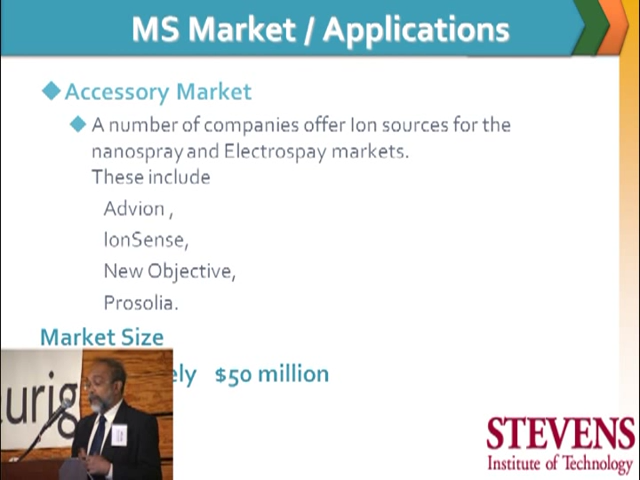 MS Market / Applications
Accessory Market
A number of companies offer Ion sources for the
nanospray and Electrospay markets.
These include
Advion ,
IonSense,
New Objective,
Prosolia.
Market Size
ely $50 million
urig
STEVENS
Institute of Technology